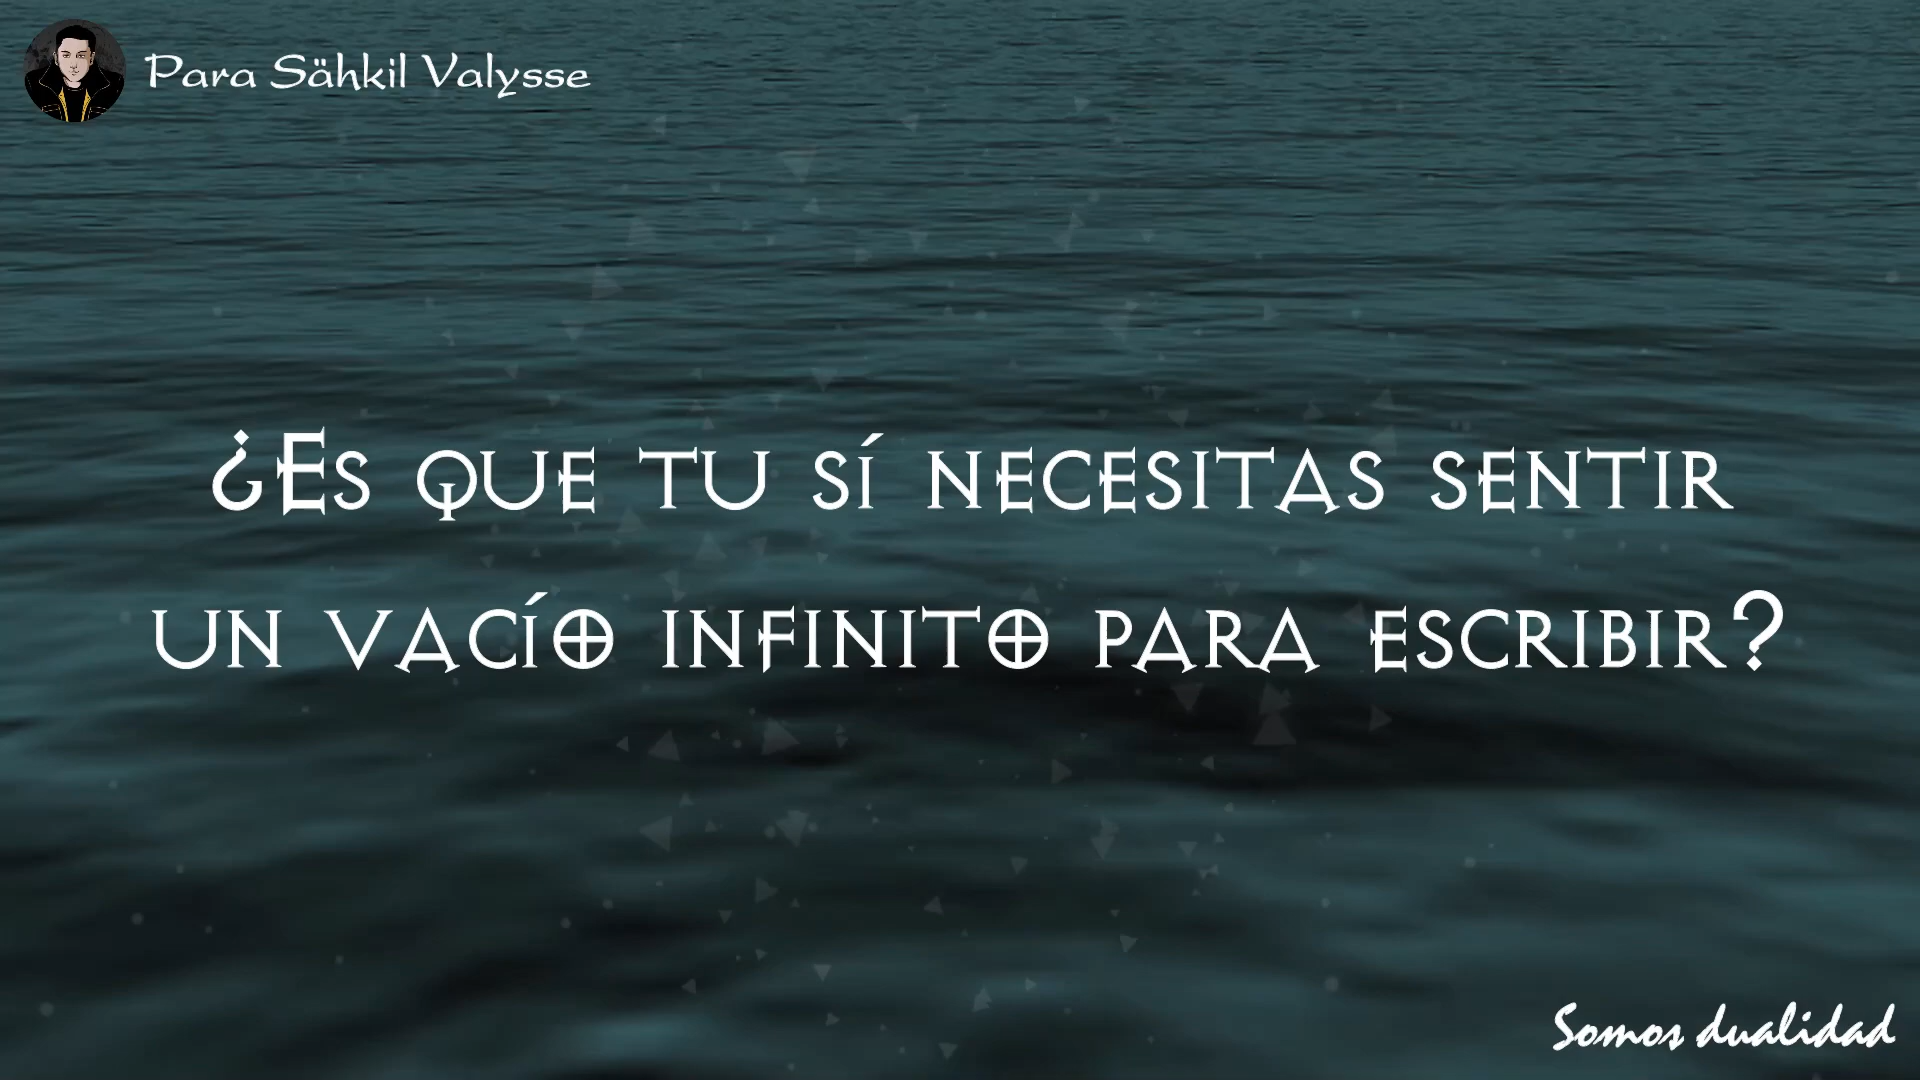 Para Sähkil Valysse
¿Es que tu sí necesitas sentir
un vacío infinito para escribir?
Somos dualidad